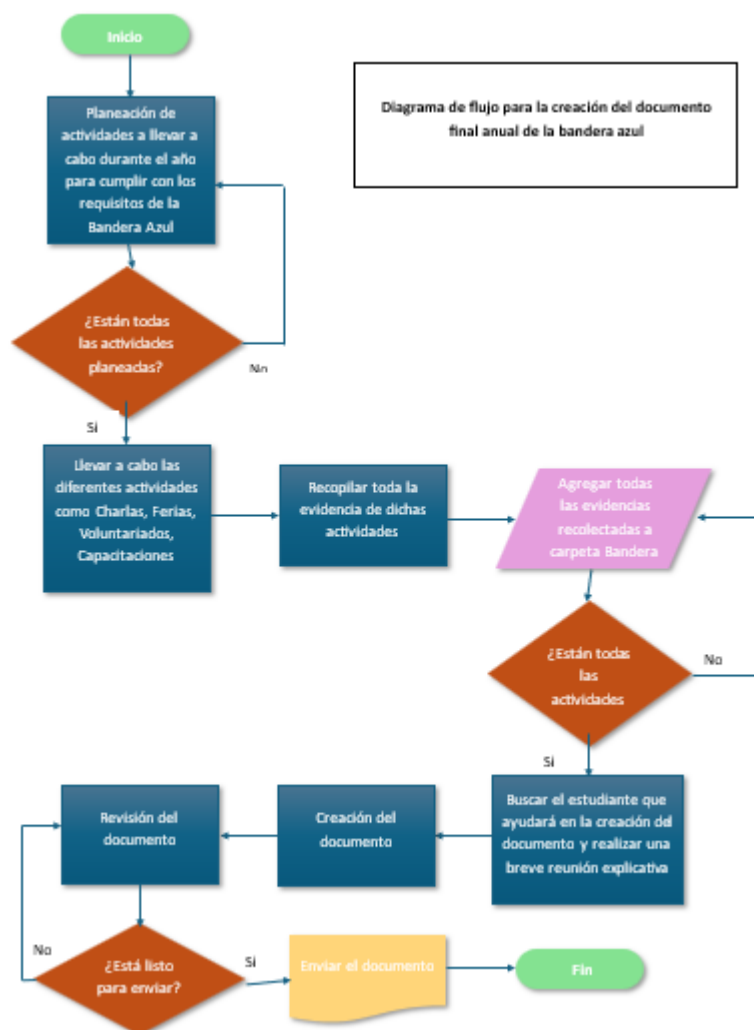 Inicio
Diagrama de flujo para la creación del documento
final anual de la bandera azul
Planeación de
actividades a llevar a
cabo durante el año
para cumplir con los
requisitos de la
Bandera Azul
¿Están todas
las actividades
planeadas?
No
Si
Llevar a cabo las
diferentes actividades
como Charlas, Ferias,
Voluntariados,
Capacitaciones
Recopilar toda la
evidencia de dichas
actividades
Agregar todas
las evidencias
recolectadas a
carpeta Bandera
¿Están todas
las
actividades
No
Si
Buscar el estudiante que
ayudará en la creación del
documento y realizar una
breve reunión explicativa
Creación del
documento
Revisión del
documento
No
¿Está listo
para enviar?
Si
Enviar el documento
Fin